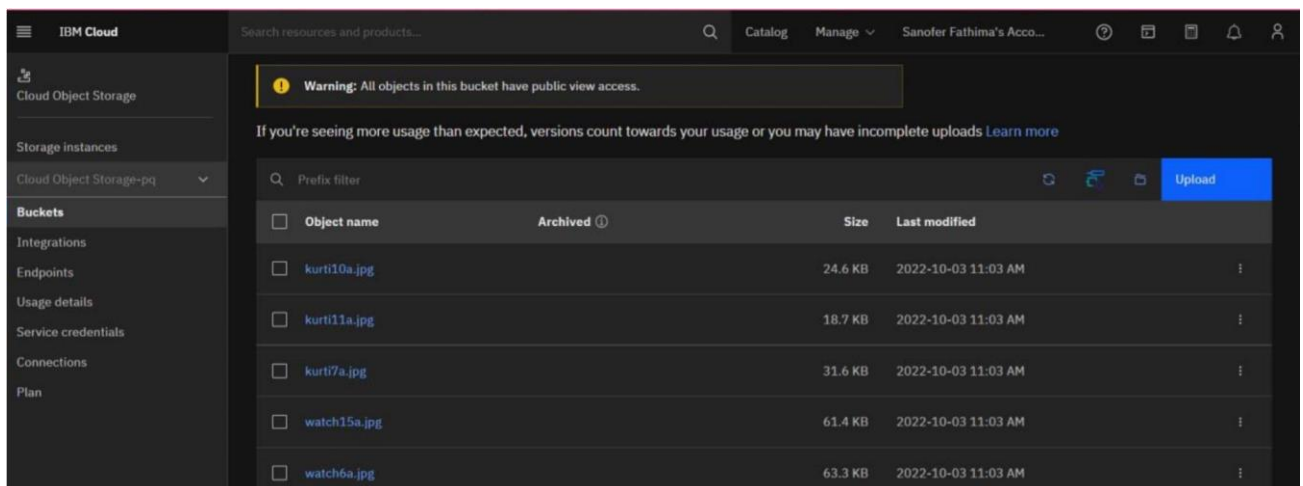 IBM Cloud
Search resources and products...
Catalog
Manage
Sanofer Fathima's Acco...
Cloud Object Storage
Storage instances
Cloud Object Storage-pq
Buckets
Integrations
Endpoints
Usage details
Service credentials
Connections
Plan
Warning: All objects in this bucket have public view access.
If you're seeing more usage than expected, versions count towards your usage or you may have incomplete uploads Learn more
Prefix filter
Upload
Object name Archived Size Last modified
kurti10a.jpg 24.6 KB 2022-10-03 11:03 AM
kurti11a.jpg 18.7 KB 2022-10-03 11:03 AM
kurti7a.jpg 31.6 KB 2022-10-03 11:03 AM
watch15a.jpg 61.4 KB 2022-10-03 11:03 AM
watch6a.jpg 63.3 KB 2022-10-03 11:03 AM